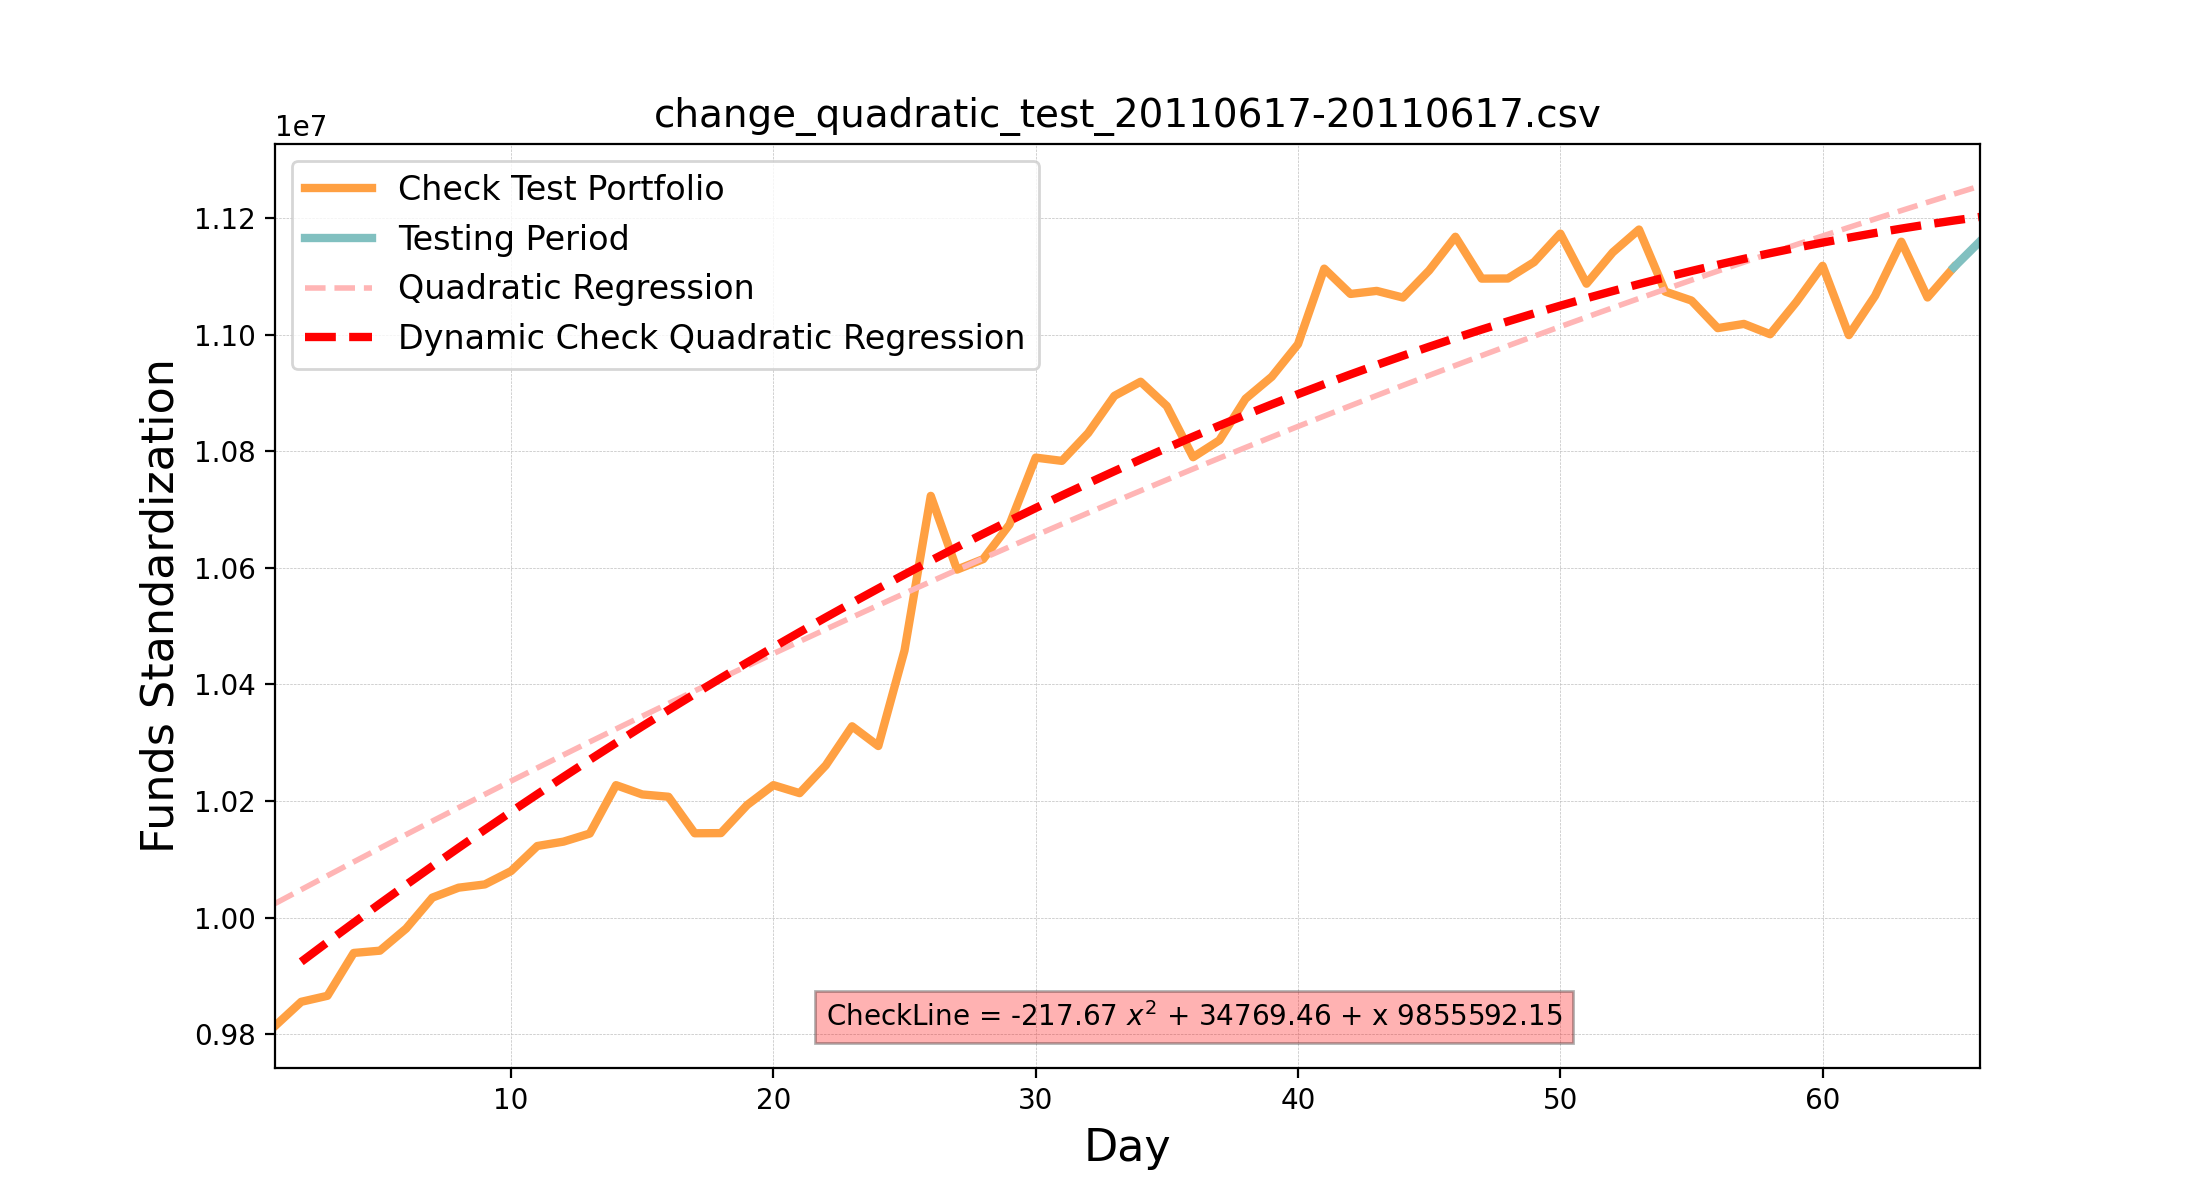 change_quadratic_test_20110617-20110617.csv
1e7
Check Test Portfolio
Testing Period
Quadratic Regression
Dynamic Check Quadratic Regression
1.12
1.10
1.08
1.06
1.04
1.02
1.00
0.98
Funds Standardization
CheckLine = -217.67 x² + 34769.46 + x 9855592.15
10 20 30 40 50 60
Day